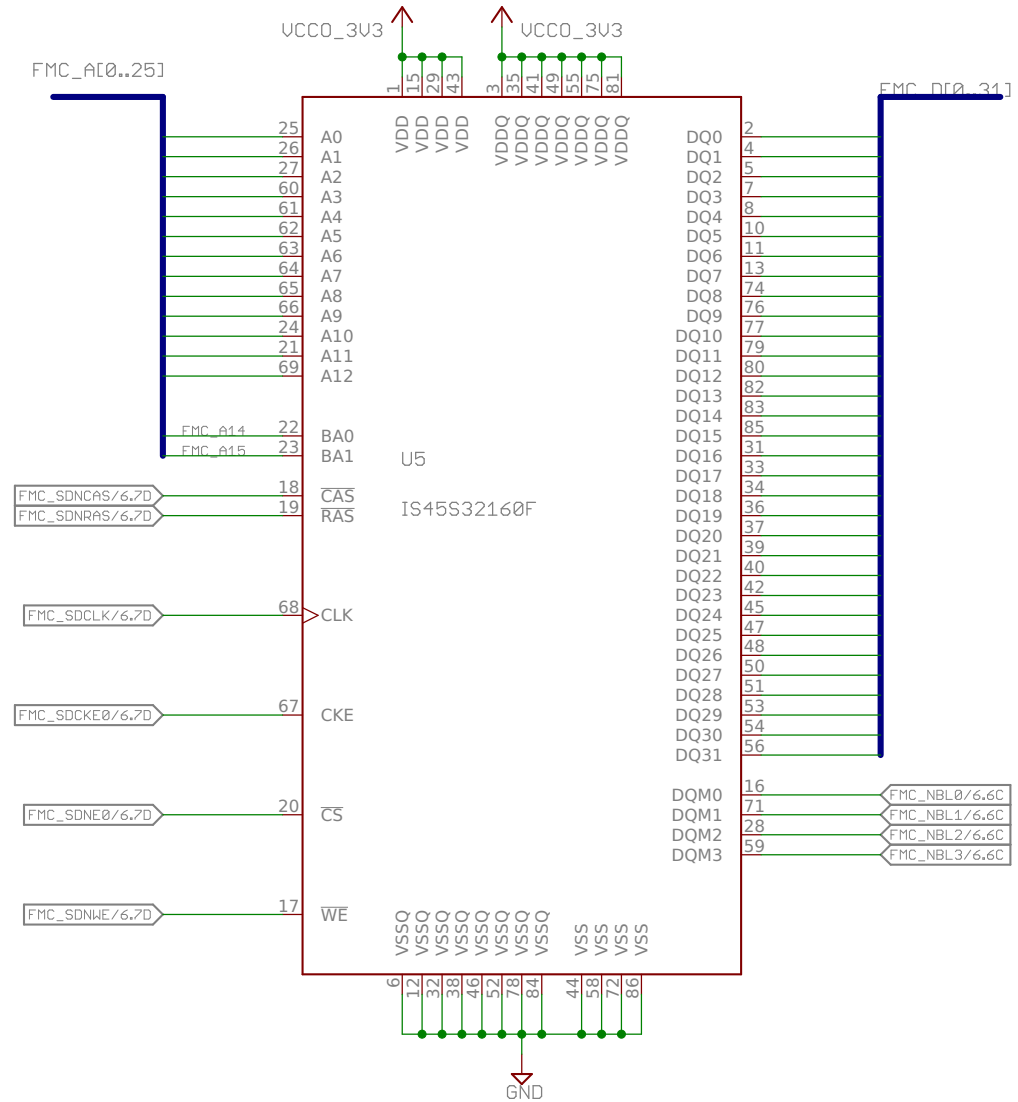 VCCO_3V3 VCCO_3V3
FMC_A[0..25] FMC_D[0..31]
1 15 29 43 3 35 41 49 55 75 81
VDD VDD VDD VDD VDDQ VDDQ VDDQ VDDQ VDDQ VDDQ VDDQ
25 A0 DQ0 2
26 A1 DQ1 4
27 A2 DQ2 5
60 A3 DQ3 7
61 A4 DQ4 8
62 A5 DQ5 10
63 A6 DQ6 11
64 A7 DQ7 13
65 A8 DQ8 74
66 A9 DQ9 76
24 A10 DQ10 77
21 A11 DQ11 79
69 A12 DQ12 80
DQ13 82
DQ14 83
FMC_A14 22 BA0 DQ15 85
FMC_A15 23 BA1 DQ16 31
U5
DQ17 33
FMC_SDNCAS/6.7D 18 CAS DQ18 34
IS45S32160F
FMC_SDNRAS/6.7D 19 RAS DQ19 36
DQ20 37
DQ21 39
DQ22 40
DQ23 42
FMC_SDCLK/6.7D 68 CLK DQ24 45
DQ25 47
DQ26 48
DQ27 50
DQ28 51
FMC_SDCKE0/6.7D 67 CKE DQ29 53
DQ30 54
DQ31 56
DQM0 16 FMC_NBL0/6.6C
FMC_SDNE0/6.7D 20 CS DQM1 71 FMC_NBL1/6.6C
DQM2 28 FMC_NBL2/6.6C
DQM3 59 FMC_NBL3/6.6C
FMC_SDNWE/6.7D 17 WE
VSSQ VSSQ VSSQ VSSQ VSSQ VSSQ VSSQ VSSQ VSS VSS VSS VSS
6 12 32 38 46 52 78 84 44 58 72 86
GND